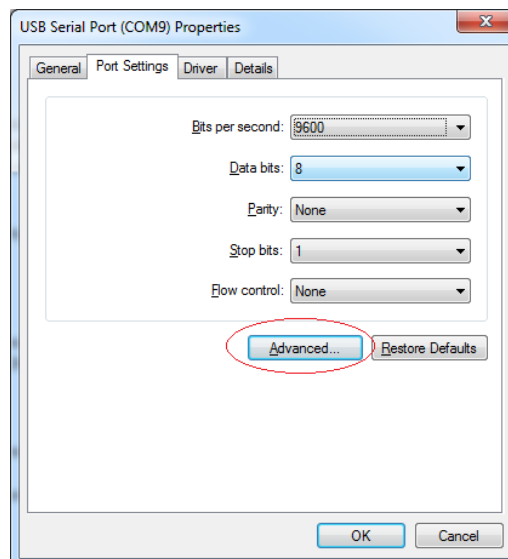 USB Serial Port (COM9) Properties
General Port Settings Driver Details
Bits per second: 9600
Data bits: 8
Parity: None
Stop bits: 1
Flow control: None
Advanced... Restore Defaults
OK Cancel